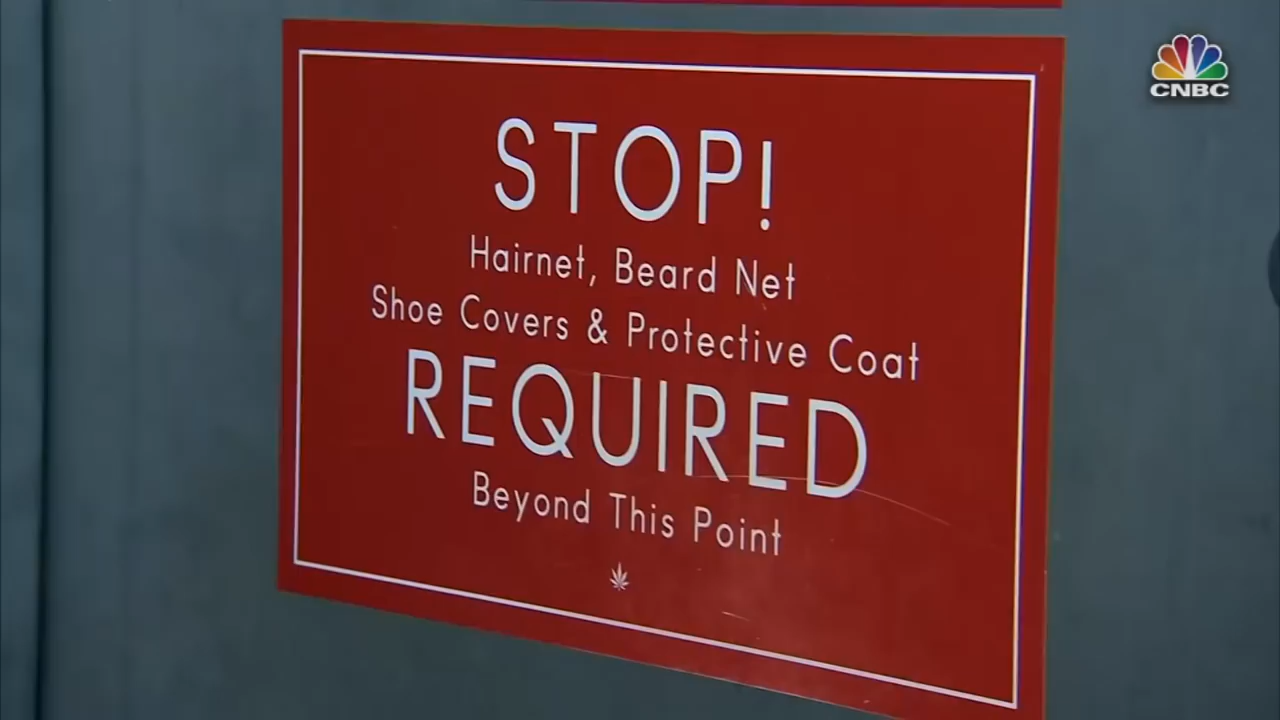 CNBC
STOP!
Hairnet, Beard Net
Shoe Covers & Protective Coat
REQUIRED
Beyond This Point